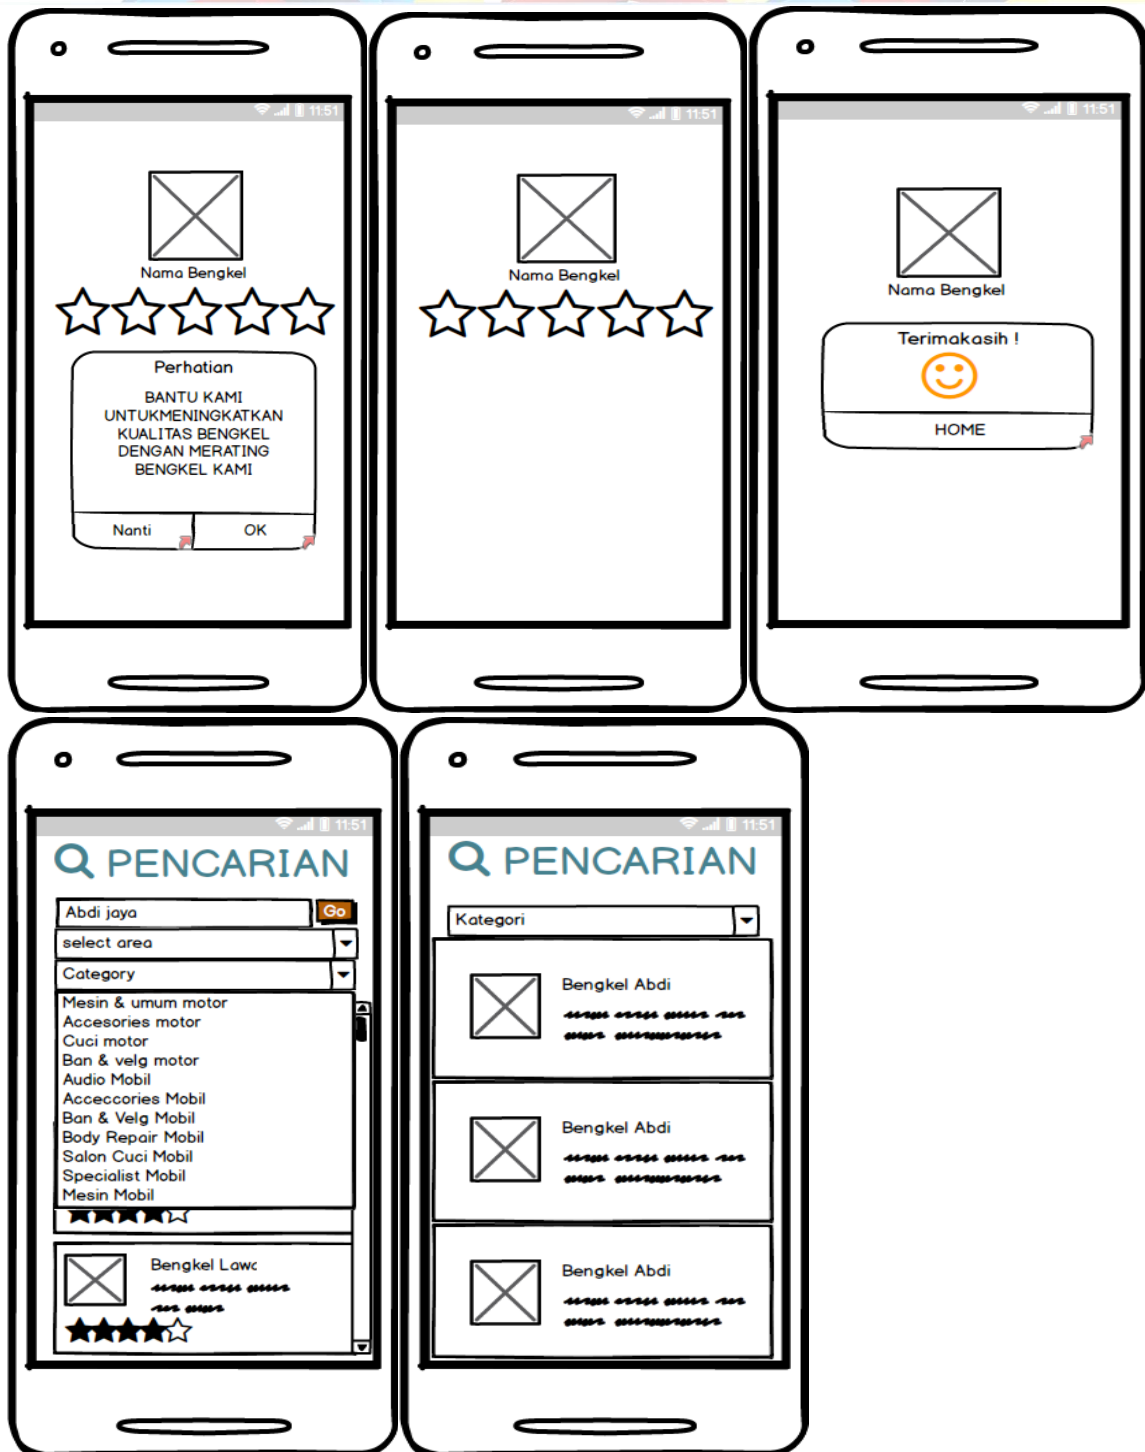 11:51
Nama Bengkel
Perhatian
BANTU KAMI
UNTUKMENINGKATKAN
KUALITAS BENGKEL
DENGAN MERATING
BENGKEL KAMI
Nanti
OK
11:51
Nama Bengkel
11:51
Nama Bengkel
Terimakasih !
HOME
11:51
PENCARIAN
Abdi jaya
Go
select area
Category
Mesin & umum motor
Accesories motor
Cuci motor
Ban & velg motor
Audio Mobil
Acceccories Mobil
Ban & Velg Mobil
Body Repair Mobil
Salon Cuci Mobil
Specialist Mobil
Mesin Mobil
Bengkel Lawc
11:51
PENCARIAN
Kategori
Bengkel Abdi
Bengkel Abdi
Bengkel Abdi